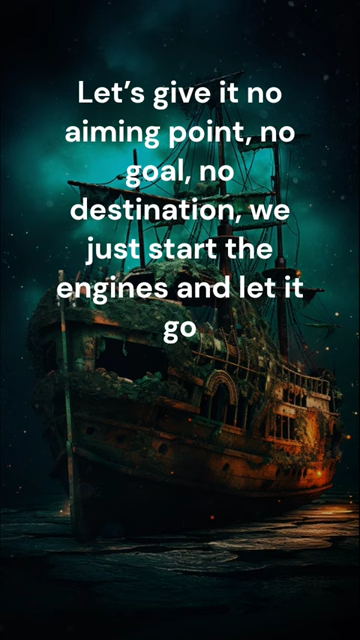 Let’s give it no
aiming point, no
goal, no
destination, we
just start the
engines and let it
go